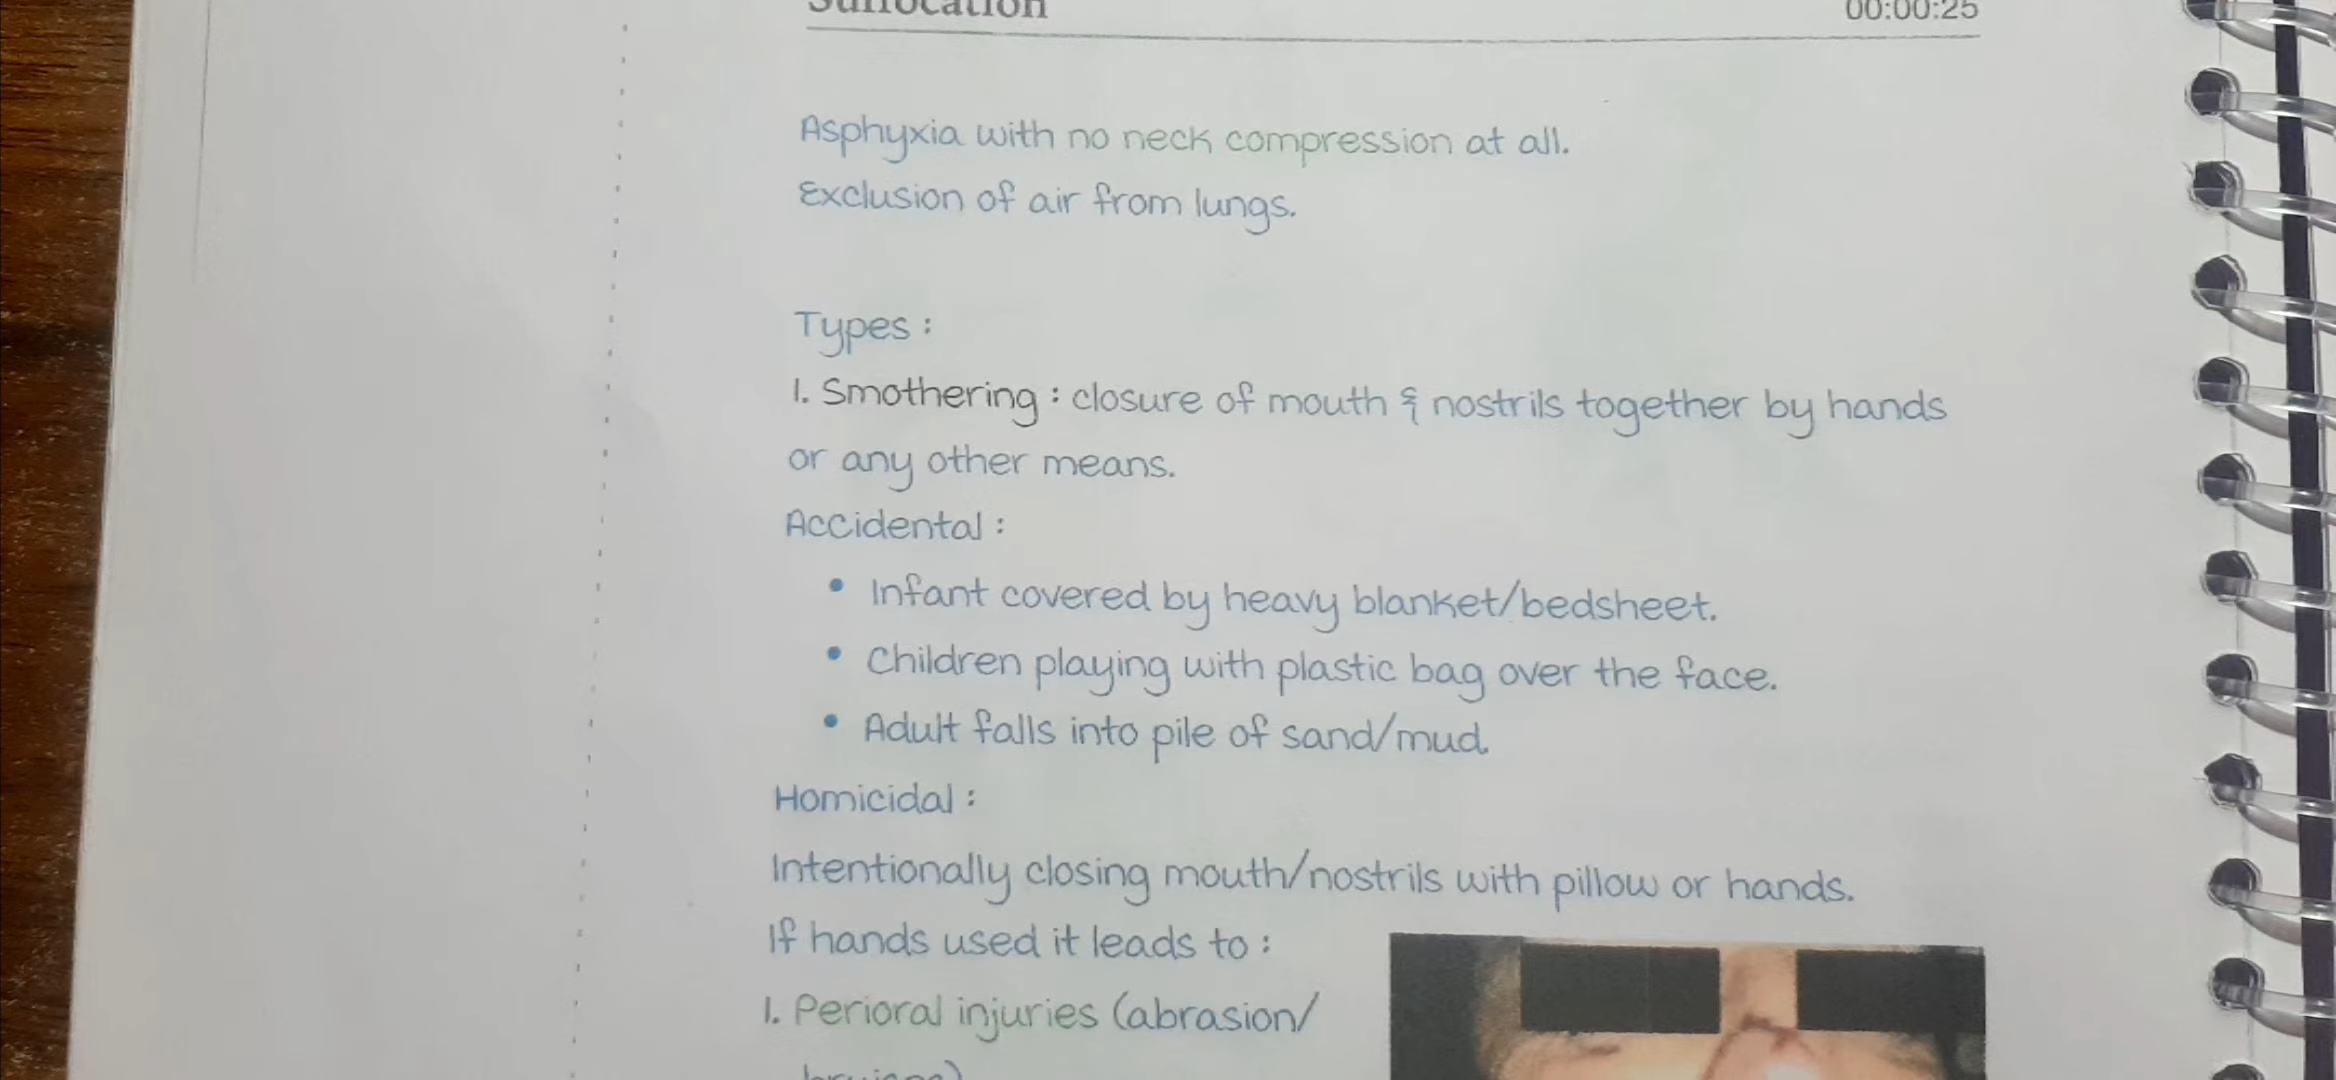 Suffocation
00:00:25
Asphyxia with no neck compression at all.
Exclusion of air from lungs.
Types :
1. Smothering : closure of mouth & nostrils together by hands
or any other means.
Accidental :
• Infant covered by heavy blanket/bedsheet.
• Children playing with plastic bag over the face.
• Adult falls into pile of sand/mud.
Homicidal :
Intentionally closing mouth/nostrils with pillow or hands.
If hands used it leads to :
1. Perioral injuries (abrasion/